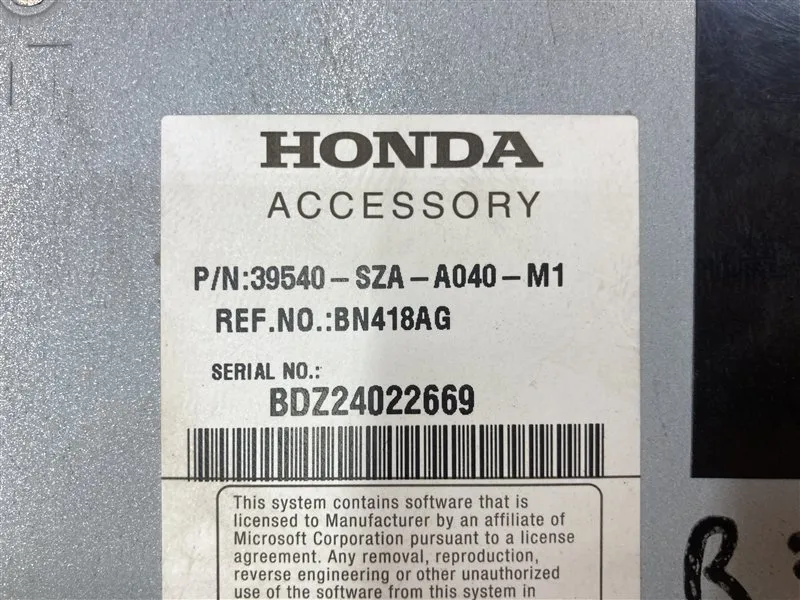 HONDA
ACCESSORY
P/N:39540-SZA-A040-M1
REF.NO.:BN418AG
SERIAL NO.:
BDZ24022669
This system contains software that is
licensed to Manufacturer by an affiliate of
Microsoft Corporation pursuant to a license
agreement. Any removal, reproduction,
reverse engineering or other unauthorized
use of the software from this system in
R